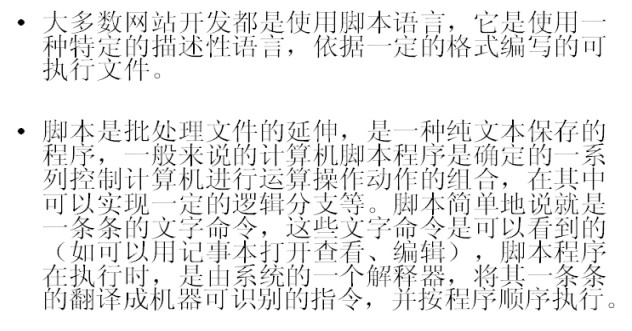 • 大多数网站开发都是使用脚本语言，它是使用一
种特定的描述性语言，依据一定的格式编写的可
执行文件。
• 脚本是批处理文件的延伸，是一种纯文本保存的
程序，一般来说的计算机脚本程序是确定的一系
列控制计算机进行运算操作动作的组合，在其中
可以实现一定的逻辑分支等。脚本简单地说就是
一条条的文字命令，这些文字命令是可以看到的
（如可以用记事本打开查看、编辑），脚本程序
在执行时，是由系统的一个解释器，将其一条条
的翻译成机器可识别的指令，并按程序顺序执行。